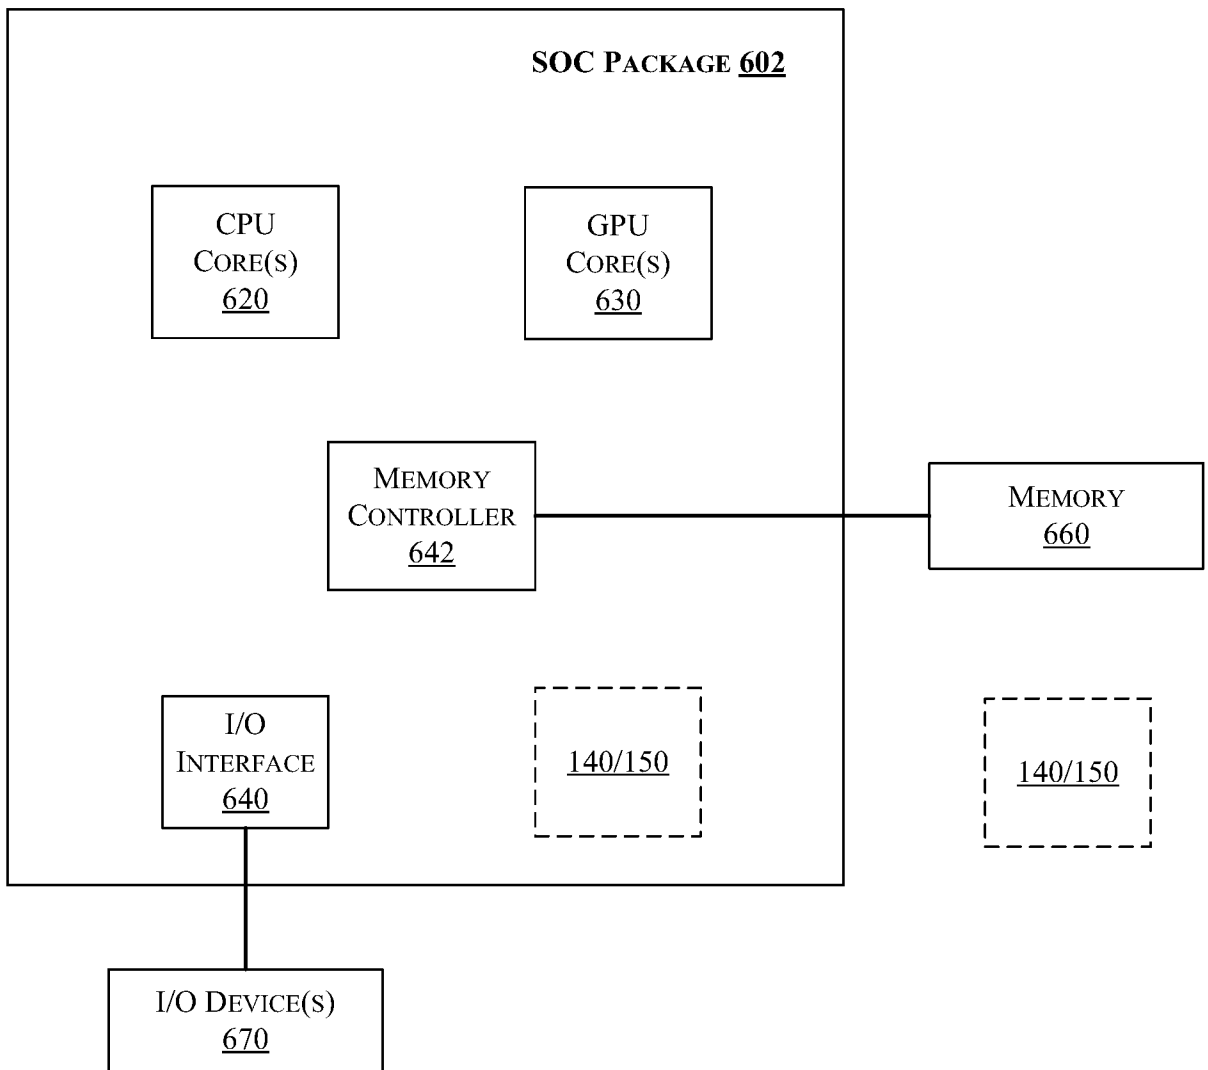 SOC PACKAGE 602
CPU
CORE(S)
620
GPU
CORE(S)
630
MEMORY
CONTROLLER
642
MEMORY
660
I/O
INTERFACE
640
140/150
140/150
I/O DEVICE(S)
670